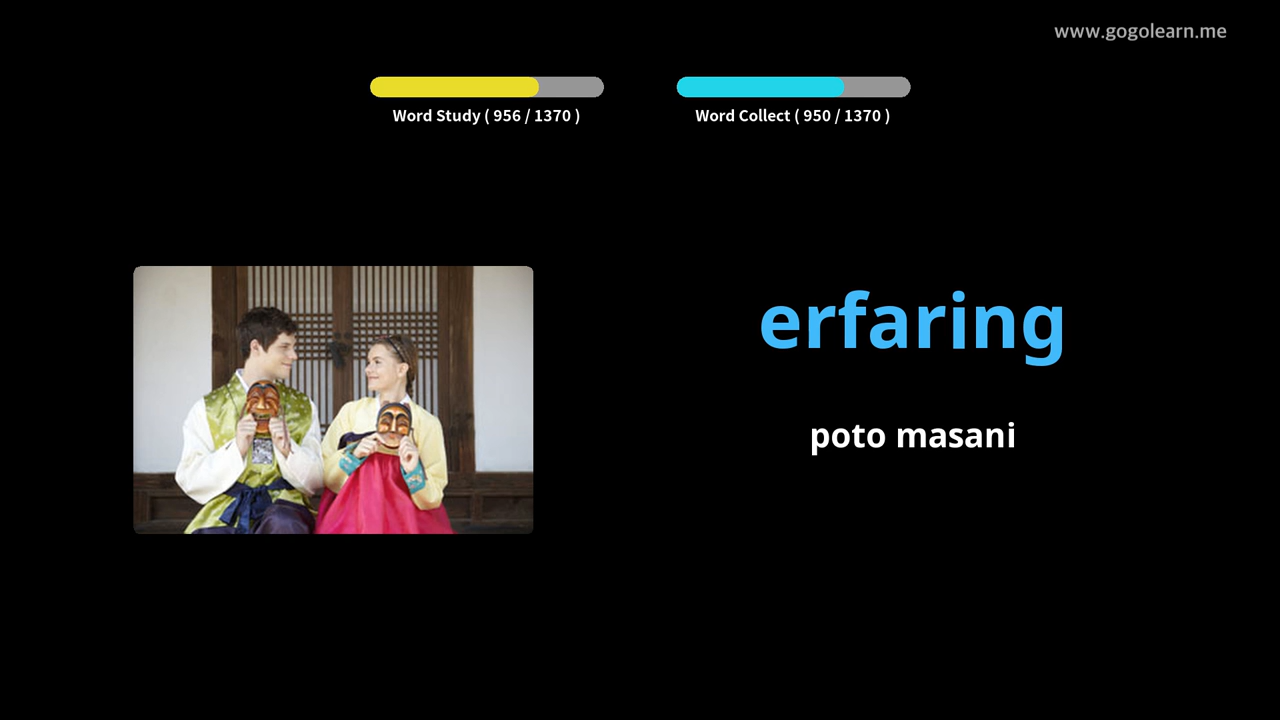 www.gogolearn.me
Word Study ( 956 / 1370 )
Word Collect ( 950 / 1370 )
erfaring
poto masani